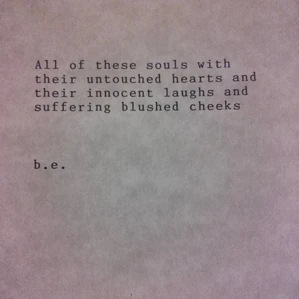 All of these souls with
their untouched hearts and
their innocent laughs and
suffering blushed cheeks
b.e.